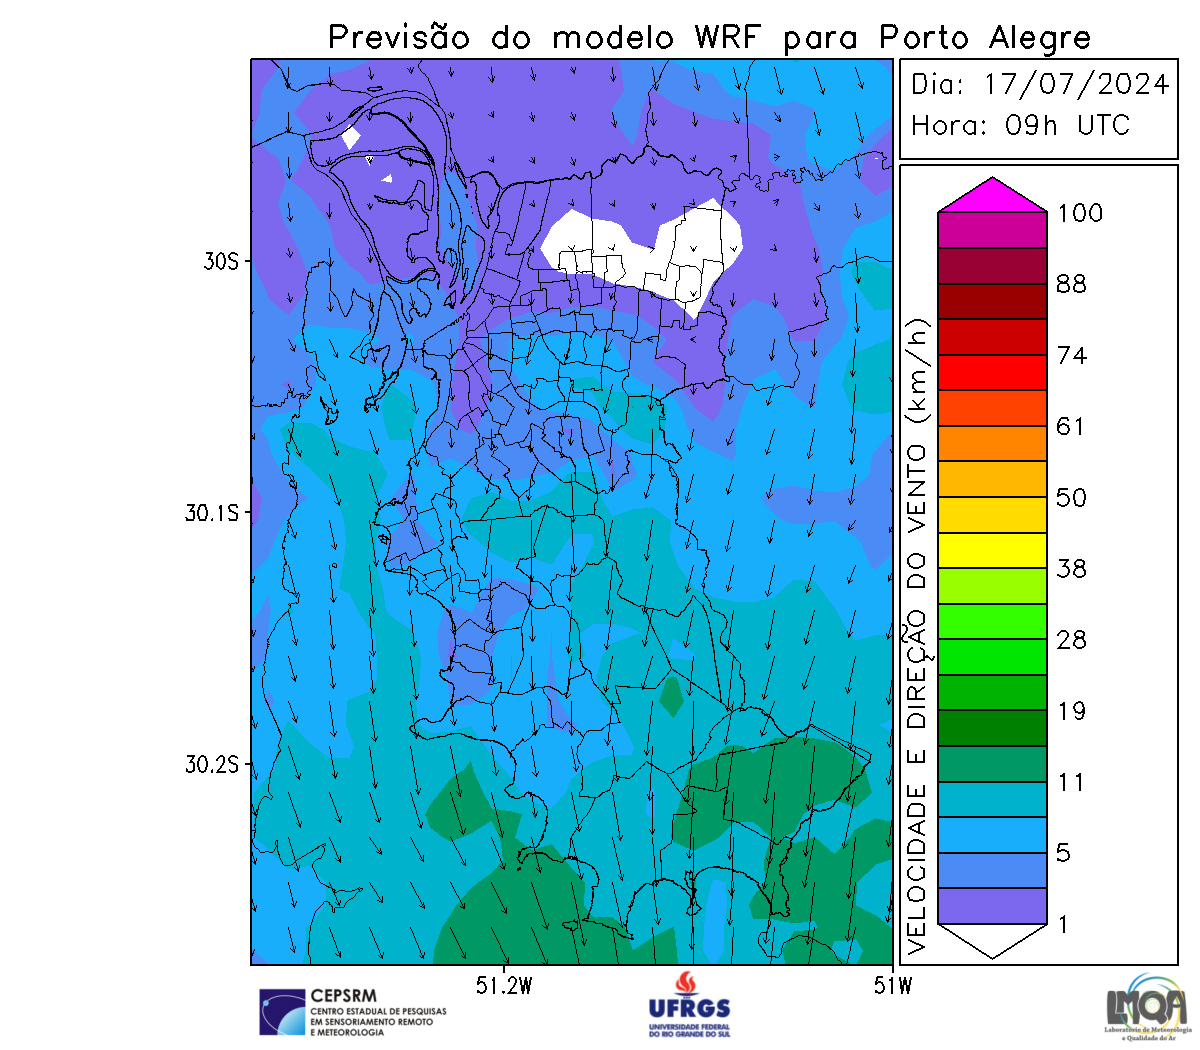 Previsão do modelo WRF para Porto Alegre
Dia: 17/07/2024
Hora: 09h UTC
30S
30.1S
30.2S
51.2W
51W
VELOCIDADE E DIREÇÃO DO VENTO (km/h)
100
88
74
61
50
38
28
19
11
5
1
CEPSRM
CENTRO ESTADUAL DE PESQUISAS
EM SENSORIAMENTO REMOTO
E METEOROLOGIA
UFRGS
UNIVERSIDADE FEDERAL
DO RIO GRANDE DO SUL
LMQA
Laboratório de Meteorologia
e Qualidade do Ar